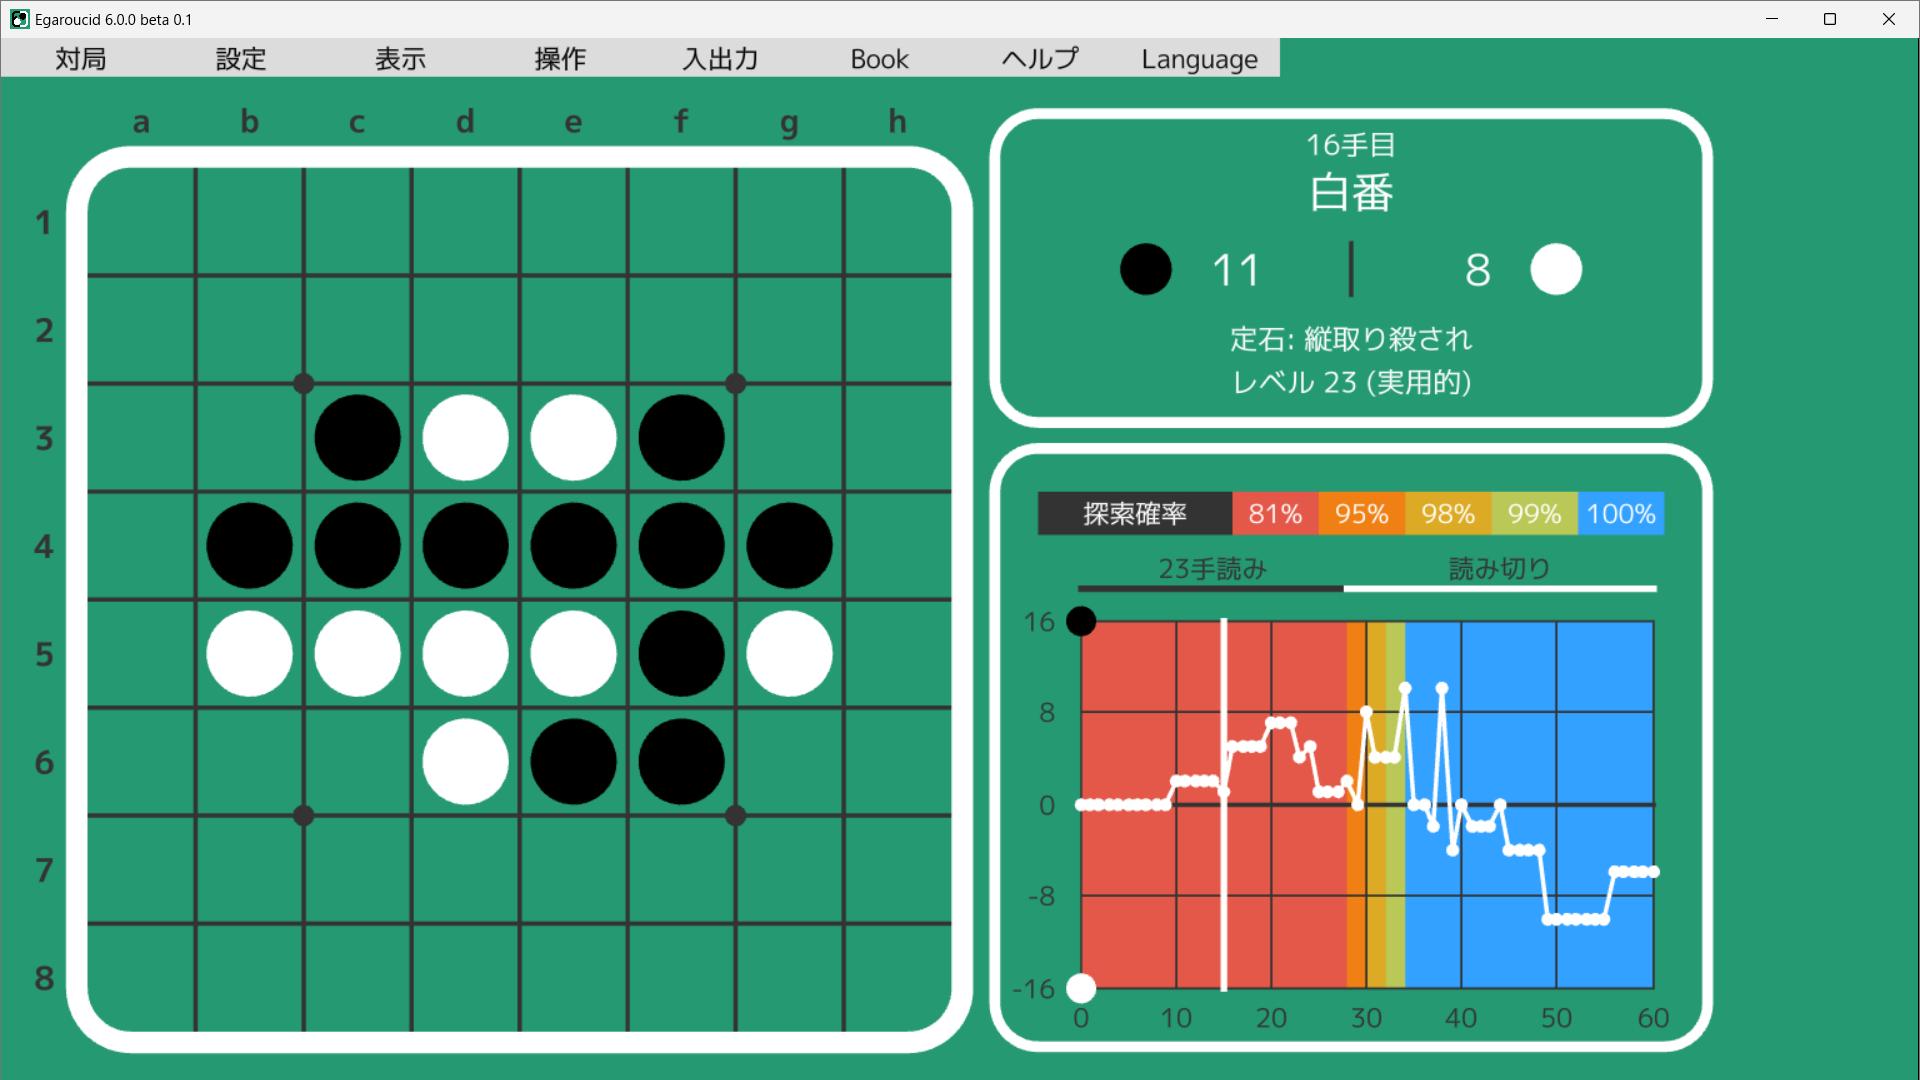 Egaroucid 6.0.0 beta 0.1
対局 設定 表示 操作 入出力 Book ヘルプ Language
a b c d e f g h
1
2
3
4
5
6
7
8
16手目
白番
11 8
定石: 縦取り殺され
レベル 23 (実用的)
探索確率 81% 95% 98% 99% 100%
23手読み 読み切り
16
8
0
-8
-16
0 10 20 30 40 50 60